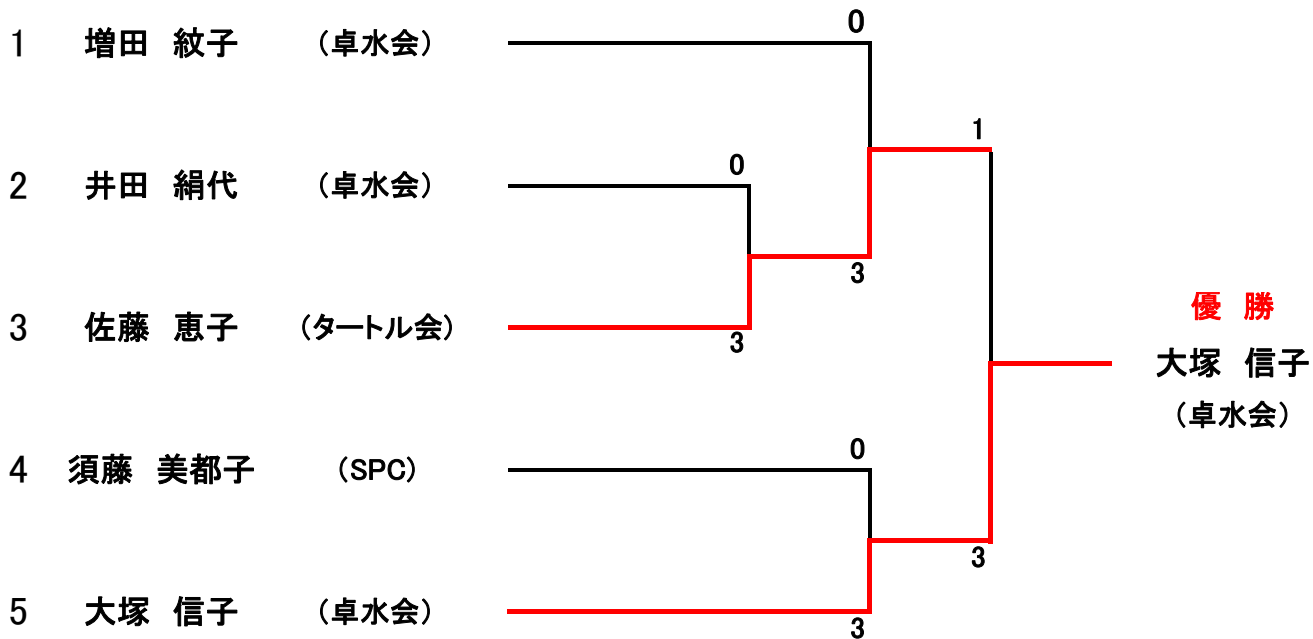 0
1 増田 紋子 (卓水会)
1
0
2 井田 絹代 (卓水会)
3
優 勝
3 佐藤 恵子 (タートル会)
3
大塚 信子
(卓水会)
0
4 須藤 美都子 (SPC)
3
5 大塚 信子 (卓水会)
3